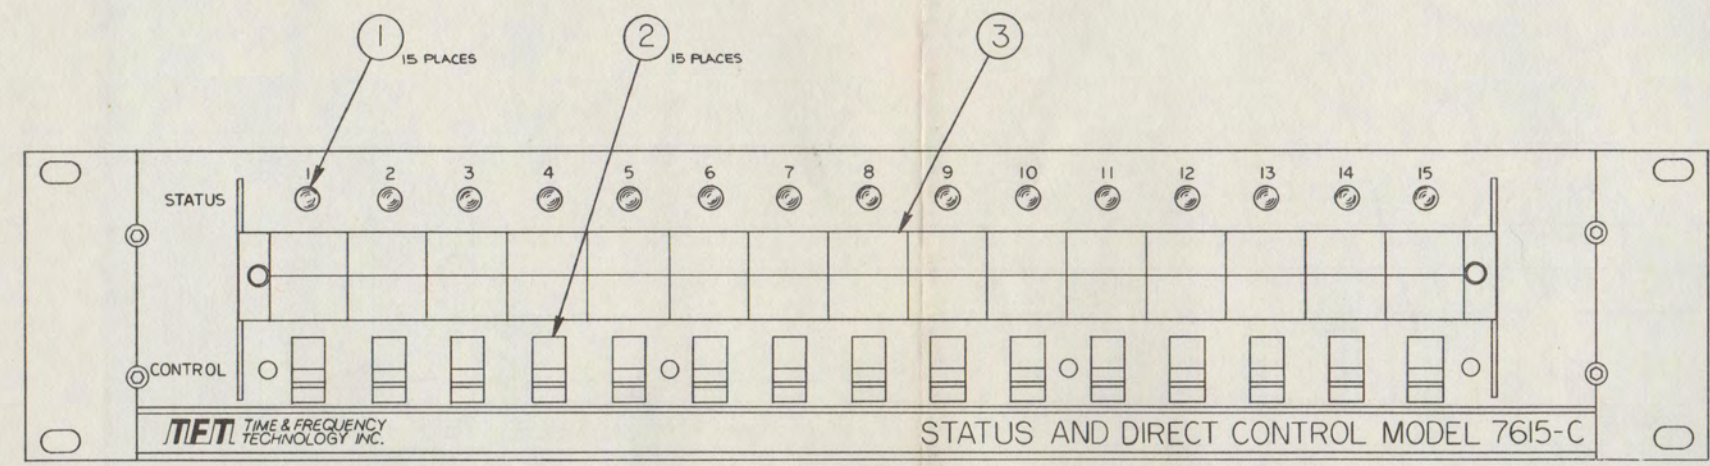 1 15 PLACES
2 15 PLACES
3
1 2 3 4 5 6 7 8 9 10 11 12 13 14 15
STATUS
CONTROL
TFT TIME & FREQUENCY
TECHNOLOGY INC.
STATUS AND DIRECT CONTROL MODEL 7615-C